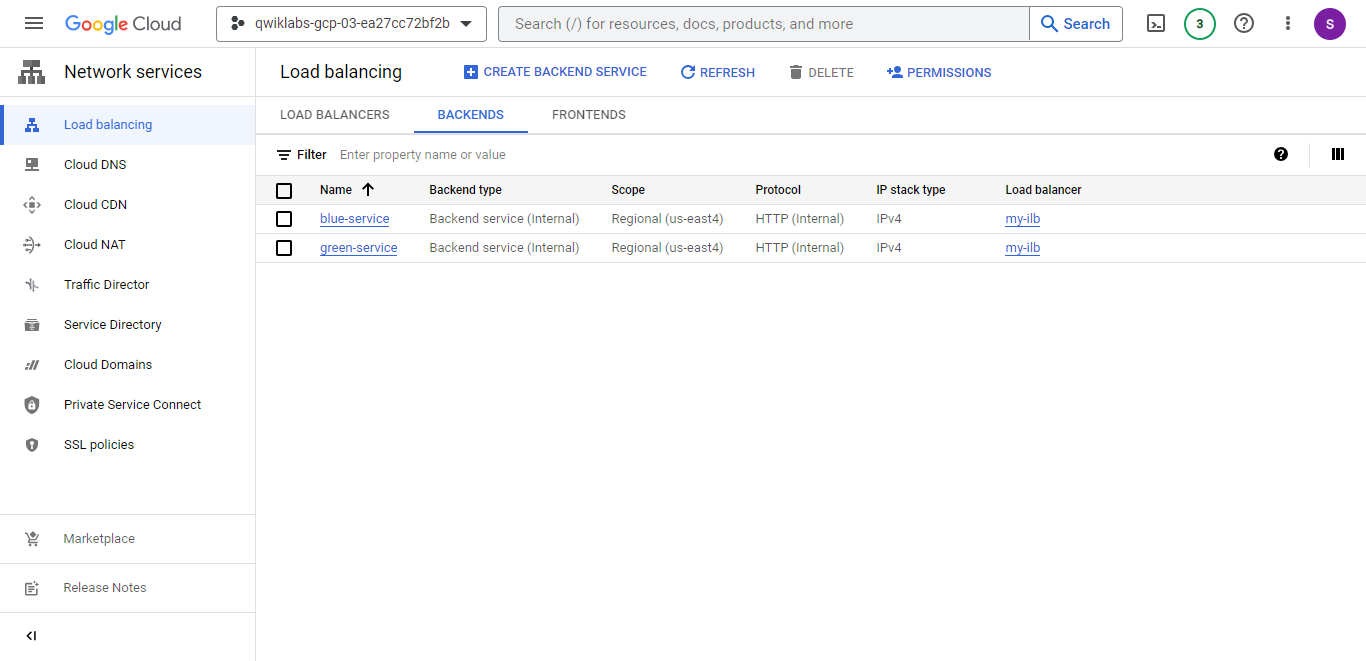 Google Cloud
qwiklabs-gcp-03-ea27cc72bf2b
Search (/) for resources, docs, products, and more
Search
3
S
Network services
Load balancing
CREATE BACKEND SERVICE
REFRESH
DELETE
PERMISSIONS
Load balancing
Cloud DNS
Cloud CDN
Cloud NAT
Traffic Director
Service Directory
Cloud Domains
Private Service Connect
SSL policies
Marketplace
Release Notes
LOAD BALANCERS
BACKENDS
FRONTENDS
Filter Enter property name or value
Name Backend type Scope Protocol IP stack type Load balancer
blue-service Backend service (Internal) Regional (us-east4) HTTP (Internal) IPv4 my-ilb
green-service Backend service (Internal) Regional (us-east4) HTTP (Internal) IPv4 my-ilb